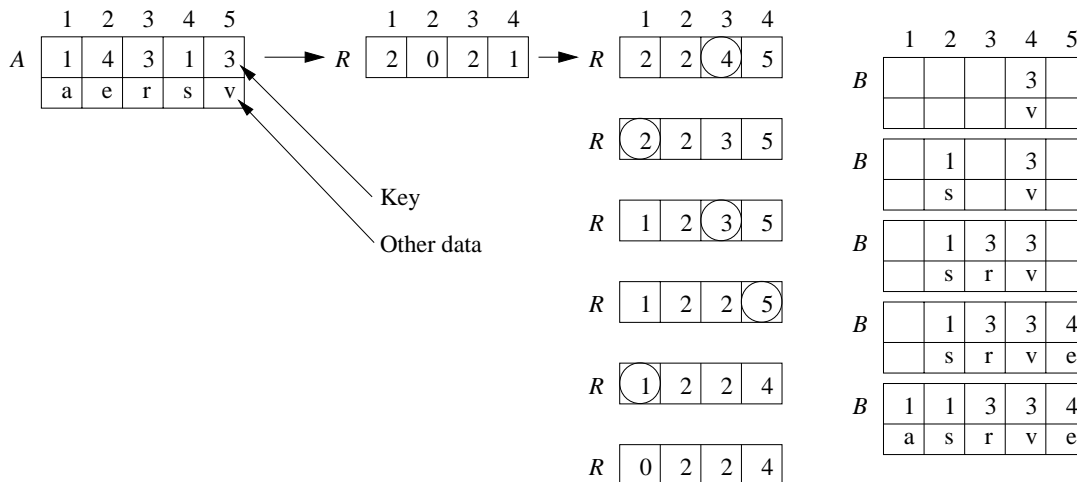 1 2 3 4 5
A 1 4 3 1 3
a e r s v
1 2 3 4
R 2 0 2 1
1 2 3 4
R 2 2 4 5
R 2 2 3 5
R 1 2 3 5
R 1 2 2 5
R 1 2 2 4
R 0 2 2 4
Key
Other data
1 2 3 4 5
B 3
v
B 1 3
s v
B 1 3 3
s r v
B 1 3 3 4
s r v e
B 1 1 3 3 4
a s r v e